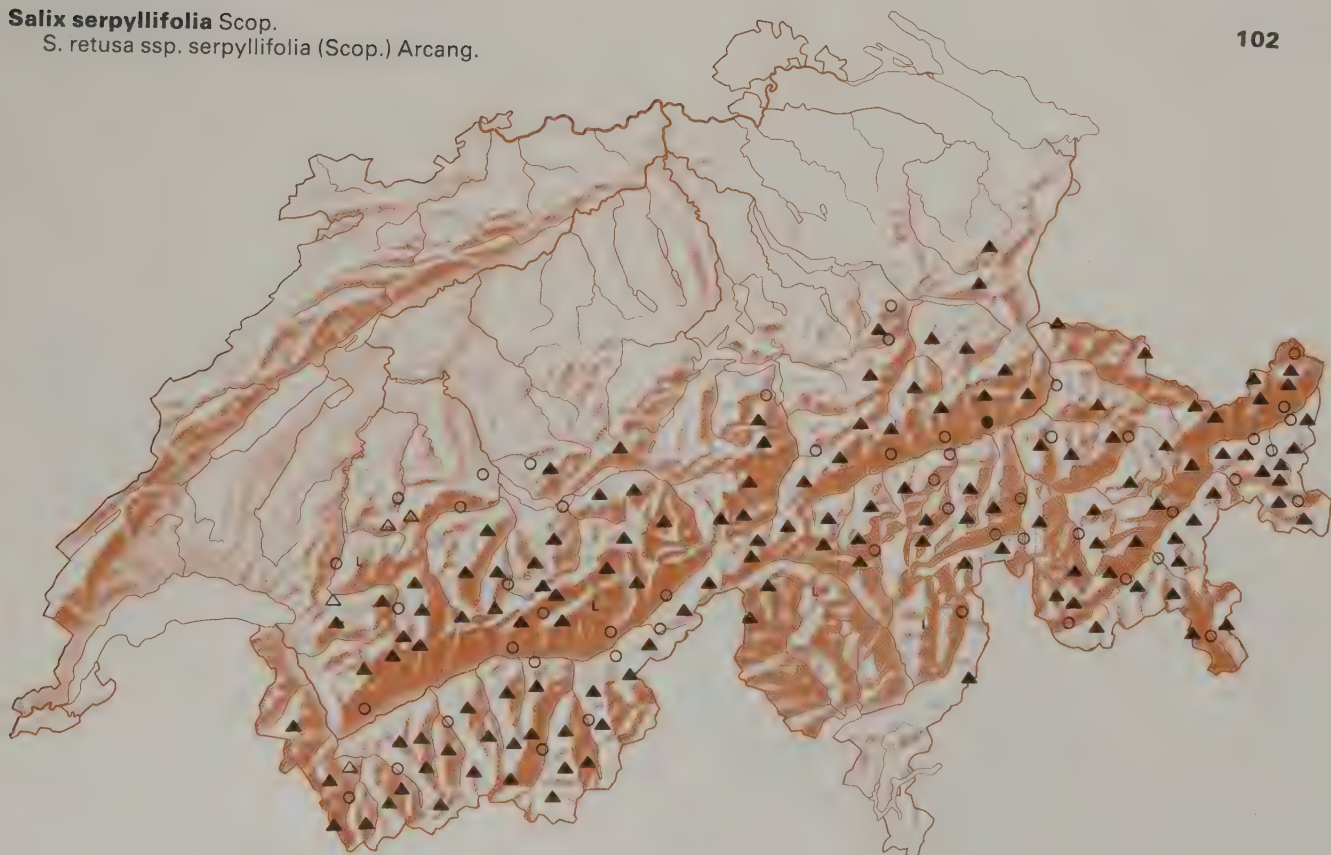 Salix serpyllifolia Scop.
S. retusa ssp. serpyllifolia (Scop.) Arcang.
102
L
L
L